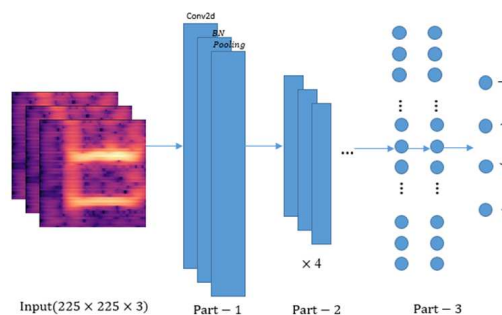 Conv2d
BN
Pooling
...
× 4
Input(225 × 225 × 3)
Part − 1
Part − 2
Part − 3